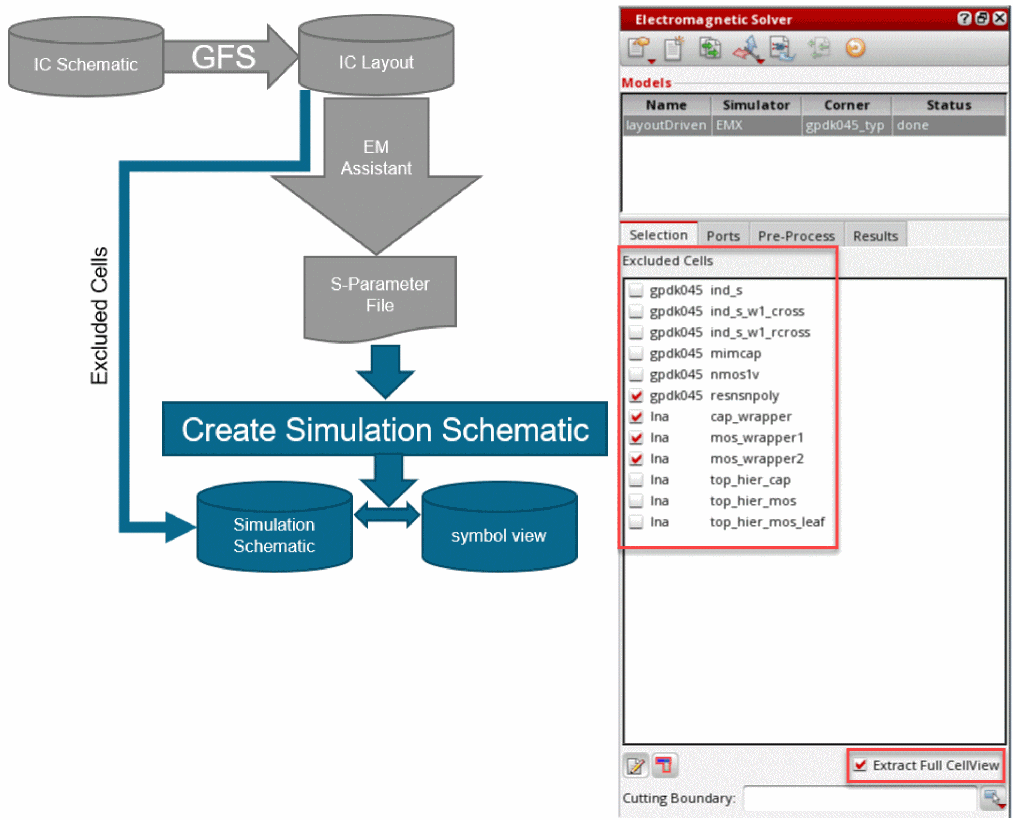 IC Schematic
GFS
IC Layout
EM
Assistant
Excluded Cells
S-Parameter
File
Create Simulation Schematic
Simulation
Schematic
symbol view
Electromagnetic Solver
Models
Name Simulator Corner Status
layoutDriven EMX gpdk045_typ done
Selection Ports Pre-Process Results
Excluded Cells
gpdk045 ind_s
gpdk045 ind_s_w1_cross
gpdk045 ind_s_w1_rcross
gpdk045 mimcap
gpdk045 nmos1v
gpdk045 resnsnpoly
lna cap_wrapper
lna mos_wrapper1
lna mos_wrapper2
lna top_hier_cap
lna top_hier_mos
lna top_hier_mos_leaf
Extract Full CellView
Cutting Boundary: